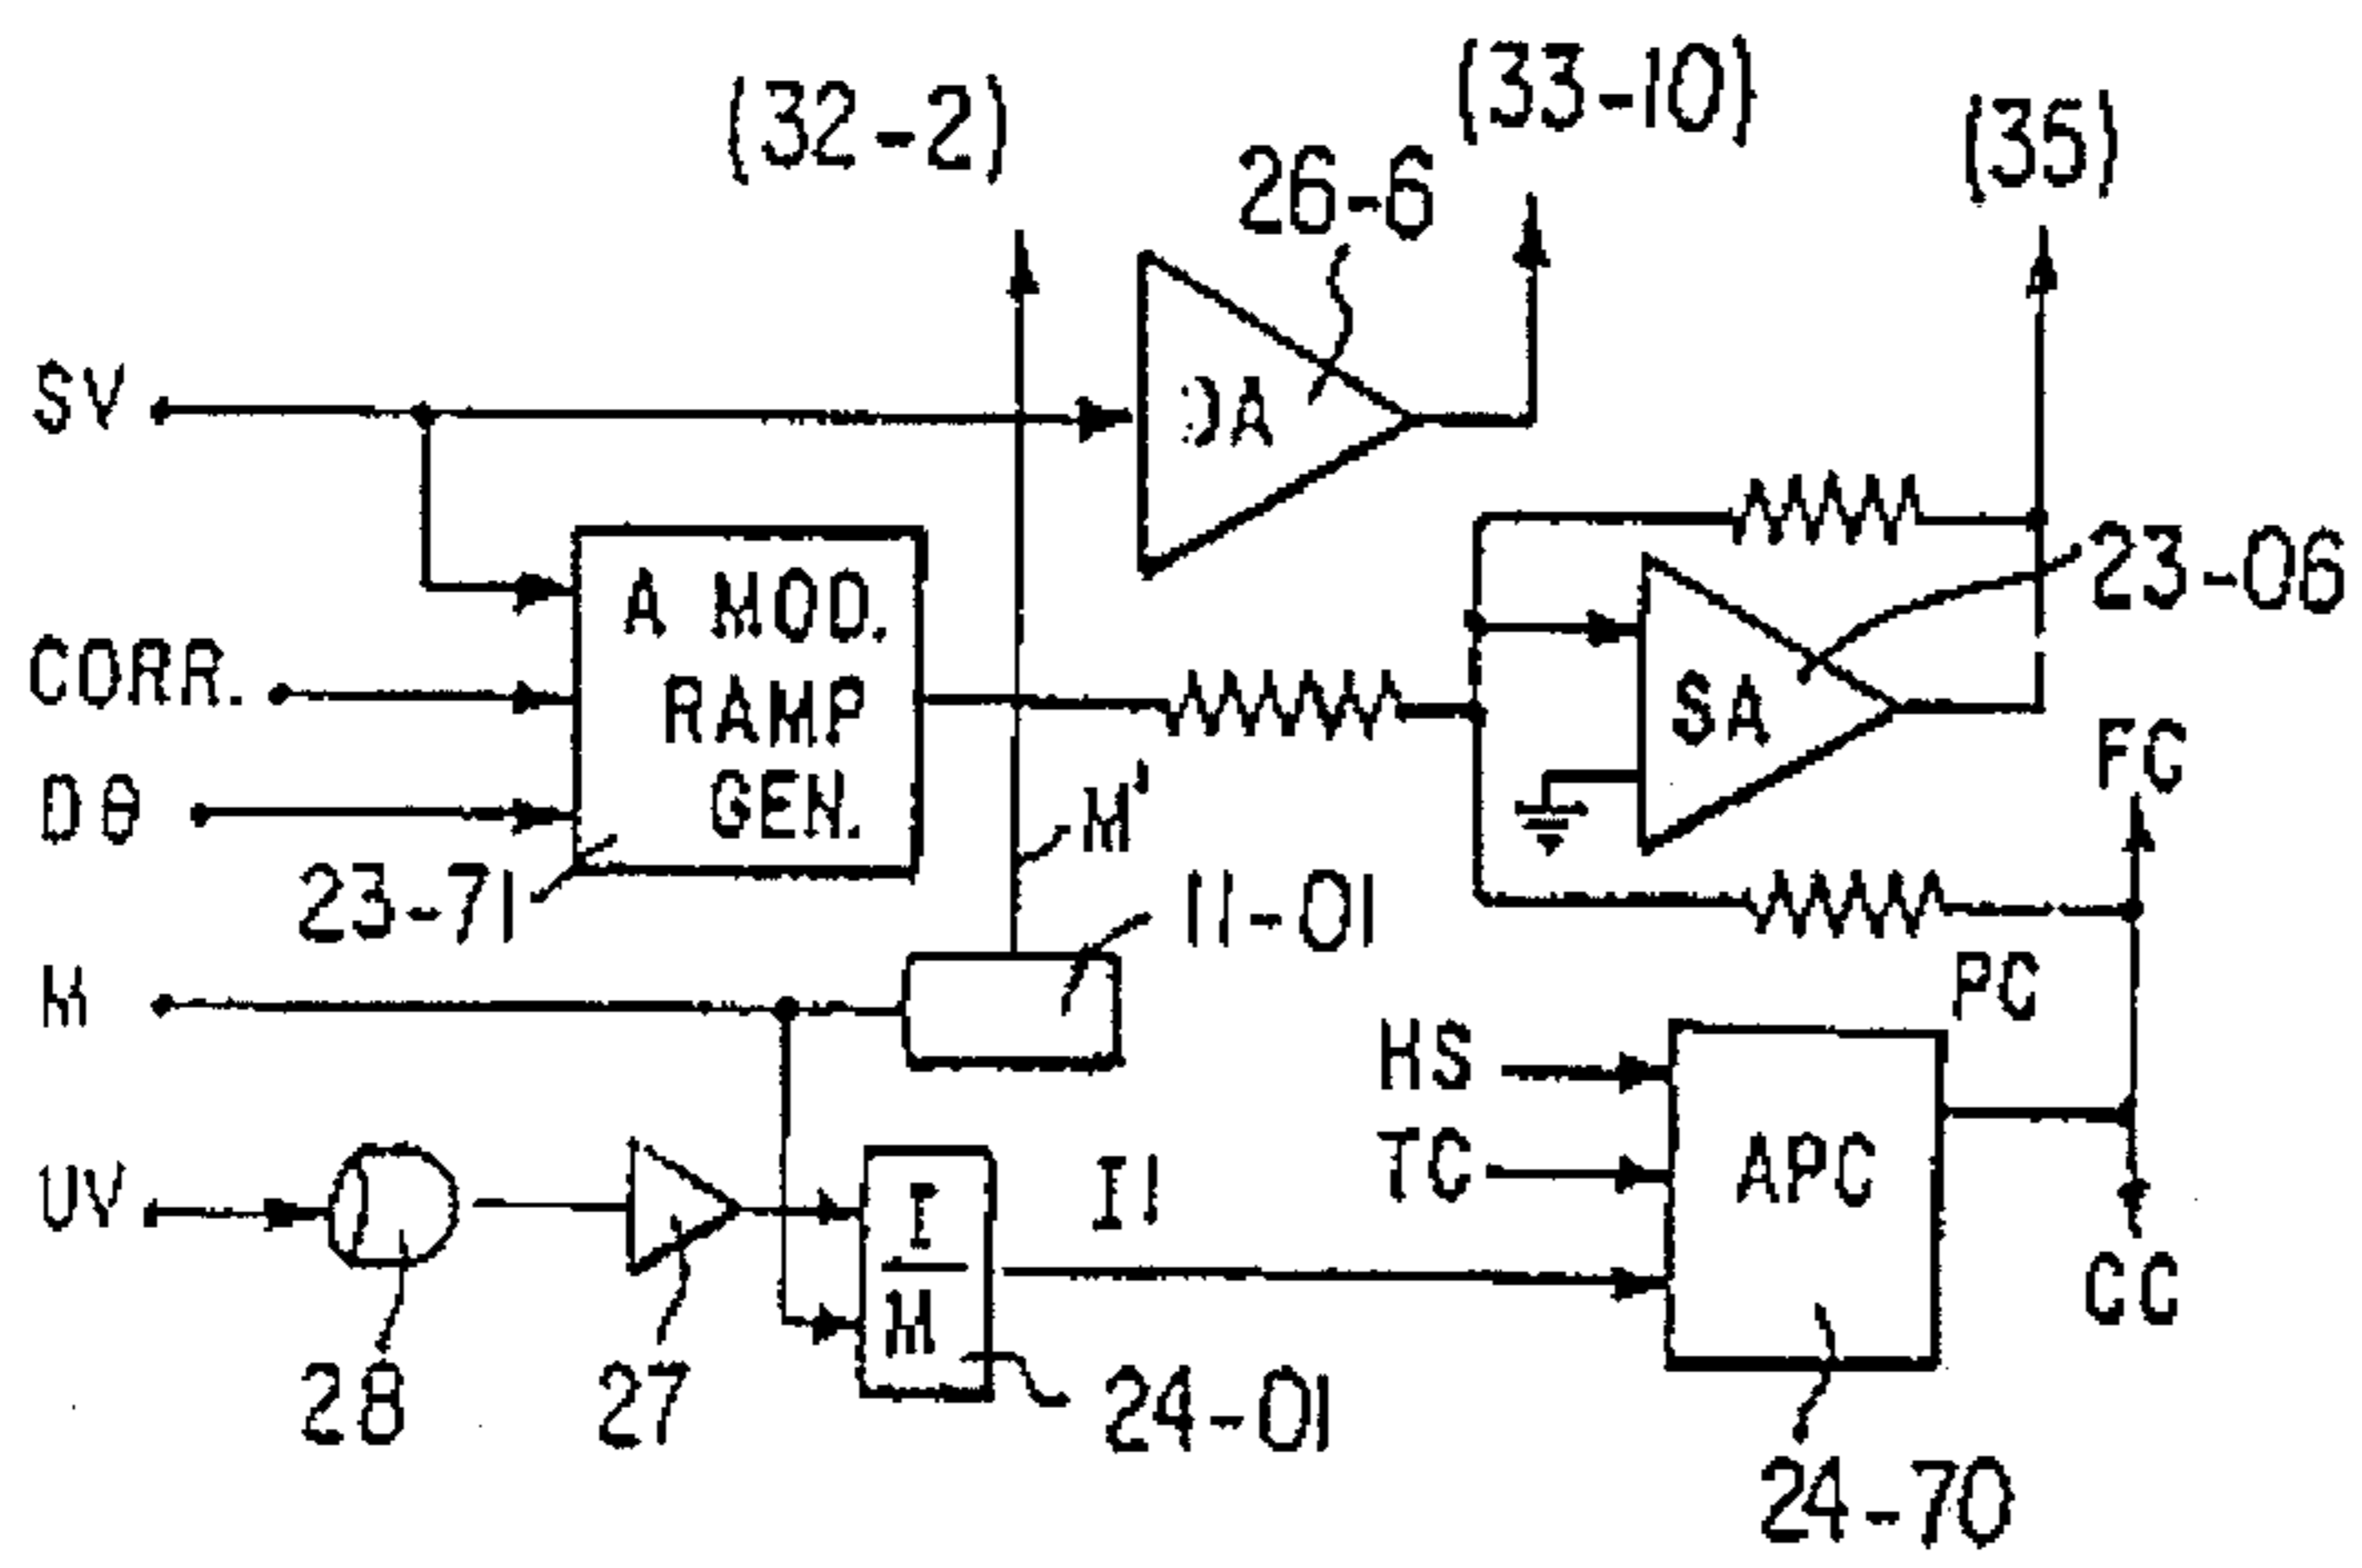 (32-2)
(33-10)
(35)
26-6
SV
DA
A MOD.
RAMP
GEN.
CORR.
23-06
SA
FC
M'
23-71
11-01
M
PC
HS
TC
APC
UV
I
M
I'
CC
28
27
24-01
24-70